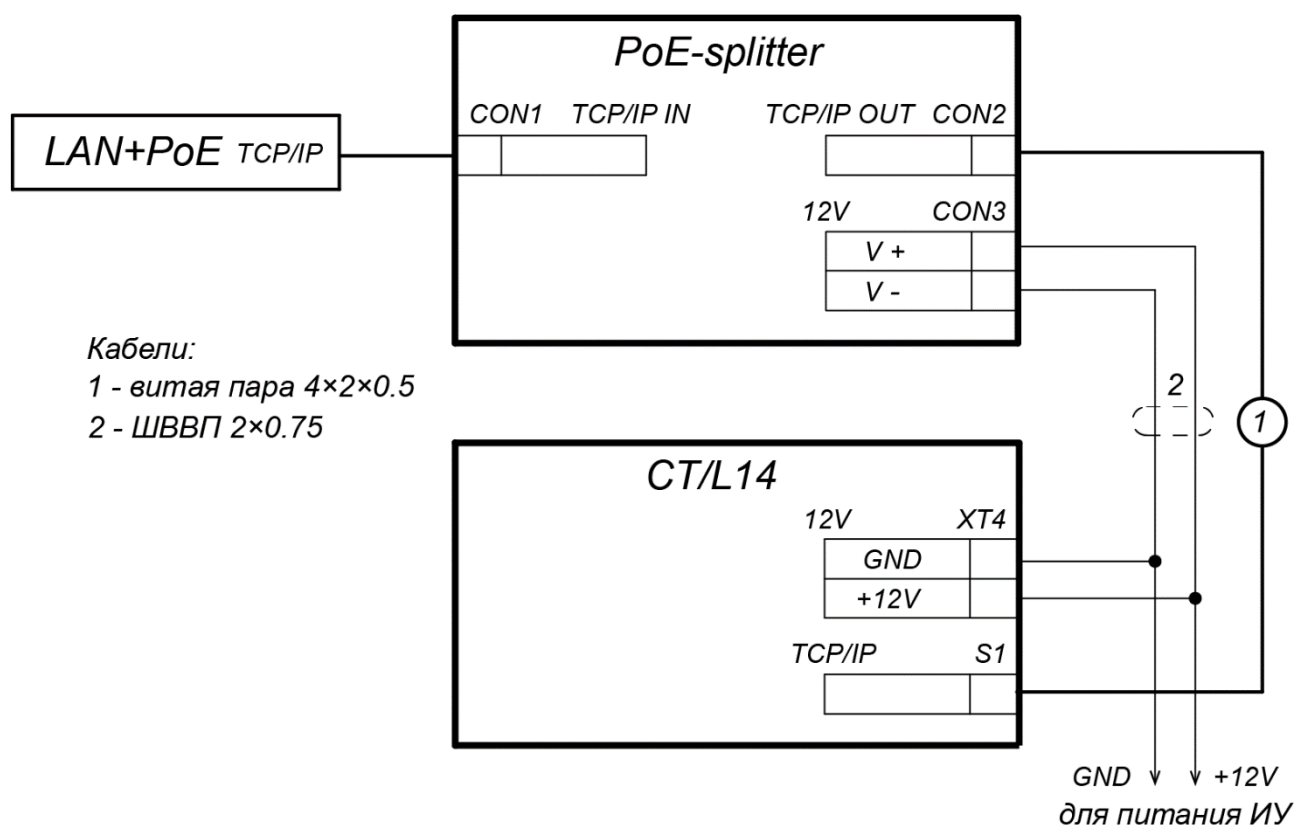 PoE-splitter
CON1 TCP/IP IN TCP/IP OUT CON2
LAN+PoE TCP/IP
12V CON3
V +
V -
Кабели:
1 - витая пара 4×2×0.5
2 - ШВВП 2×0.75
2
1
CT/L14
12V XT4
GND
+12V
TCP/IP S1
GND +12V
для питания ИУ